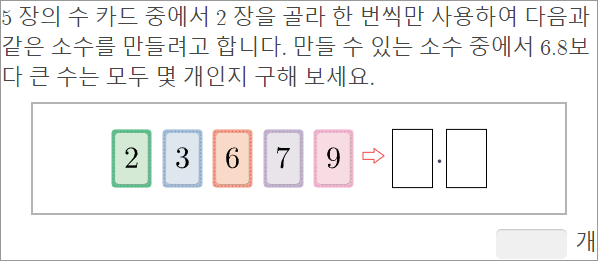 5 장의 수 카드 중에서 2 장을 골라 한 번씩만 사용하여 다음과
같은 소수를 만들려고 합니다. 만들 수 있는 소수 중에서 6.8보
다 큰 수는 모두 몇 개인지 구해 보세요.
2 3 6 7 9 ⇨ □.□
개